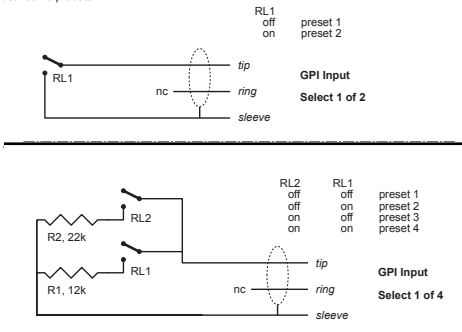 RL1
off preset 1
on preset 2
RL1
tip
nc ring
sleeve
GPI Input
Select 1 of 2
RL2 RL1
off off preset 1
off on preset 2
on off preset 3
on on preset 4
RL2
R2, 22k
RL1
R1, 12k
tip
nc ring
sleeve
GPI Input
Select 1 of 4